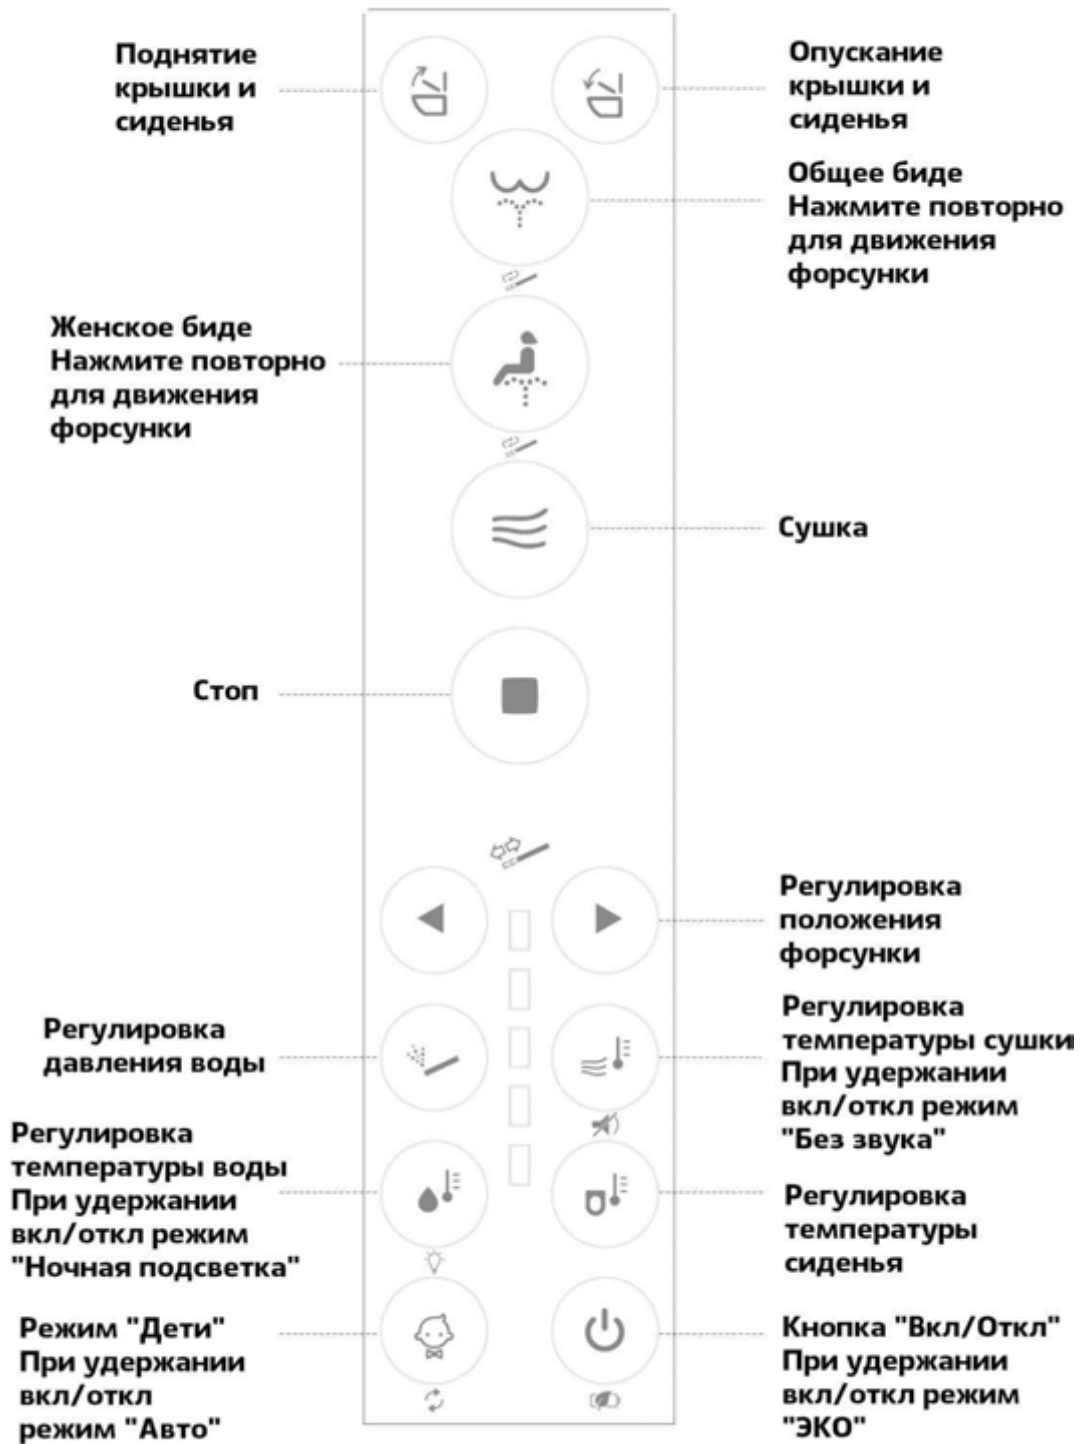 Поднятие
крышки и
сиденья
Опускание
крышки и
сиденья
Общее биде
Нажмите повторно
для движения
форсунки
Женское биде
Нажмите повторно
для движения
форсунки
Сушка
Стоп
Регулировка
положения
форсунки
Регулировка
давления воды
Регулировка
температуры сушки
При удержании
вкл/откл режим
"Без звука"
Регулировка
температуры воды
При удержании
вкл/откл режим
"Ночная подсветка"
Регулировка
температуры
сиденья
Режим "Дети"
При удержании
вкл/откл
режим "Авто"
Кнопка "Вкл/Откл"
При удержании
вкл/откл режим
"ЭКО"